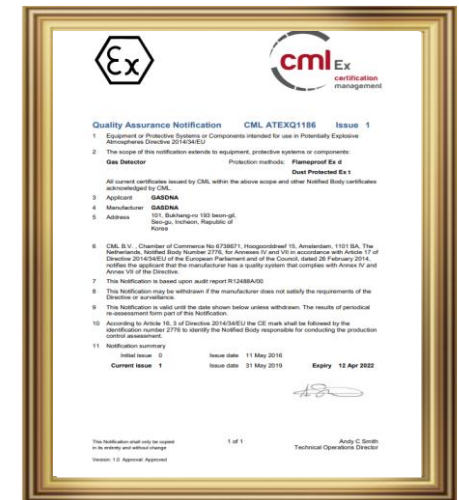 Ex
cml Ex
certification
management
Quality Assurance Notification CML ATEXQ1186 Issue 1
1 Equipment or Protective Systems or Components intended for use in Potentially Explosive
Atmospheres Directive 2014/34/EU
2 The scope of this notification extends to equipment, protective systems or components:
Gas Detector Protection methods: Flameproof Ex d
Dust Protected Ex t
All current certificates issued by CML within the above scope and other Notified Body certificates
acknowledged by CML.
3 Applicant GASDNA
4 Manufacturer GASDNA
5 Address 101, Bukhang-ro 193 beon-gil,
Seo-gu, Incheon, Republic of
Korea
6 CML B.V. , Chamber of Commerce No 6738671, Hoogoorddreef 15, Amsterdam, 1101 BA, The
Netherlands, Notified Body Number 2776, for Annexes IV and VII in accordance with Article 17 of
Directive 2014/34/EU of the European Parliament and of the Council, dated 26 February 2014,
notifies the applicant that the manufacturer has a quality system that complies with Annex IV and
Annex VII of the Directive.
7 This Notification is based upon audit report R12488A/00
8 This Notification may be withdrawn if the manufacturer does not satisfy the requirements of the
Directive or surveillance.
9 This Notification is valid until the date shown below unless withdrawn. The results of periodical
re-assessment form part of this Notification.
10 According to Article 16, 3 of Directive 2014/34/EU the CE mark shall be followed by the
identification number 2776 to identify the Notified Body responsible for conducting the production
control assessment.
11 Notification summary
Initial issue 0 Issue date 11 May 2016
Current issue 1 Issue date 31 May 2019 Expiry 12 Apr 2022
This Notification shall only be copied
in its entirety and without change
1 of 1
Andy C Smith
Technical Operations Director
Version: 1.0 Approval: Approved